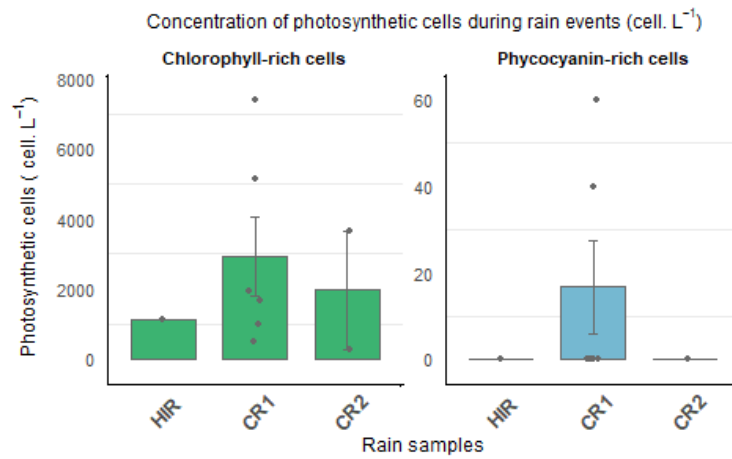 Concentration of photosynthetic cells during rain events (cell. L⁻¹)
Chlorophyll-rich cells
Phycocyanin-rich cells
Photosynthetic cells ( cell. L⁻¹)
8000
6000
4000
2000
0
60
40
20
0
HIR
CR1
CR2
HIR
CR1
CR2
Rain samples